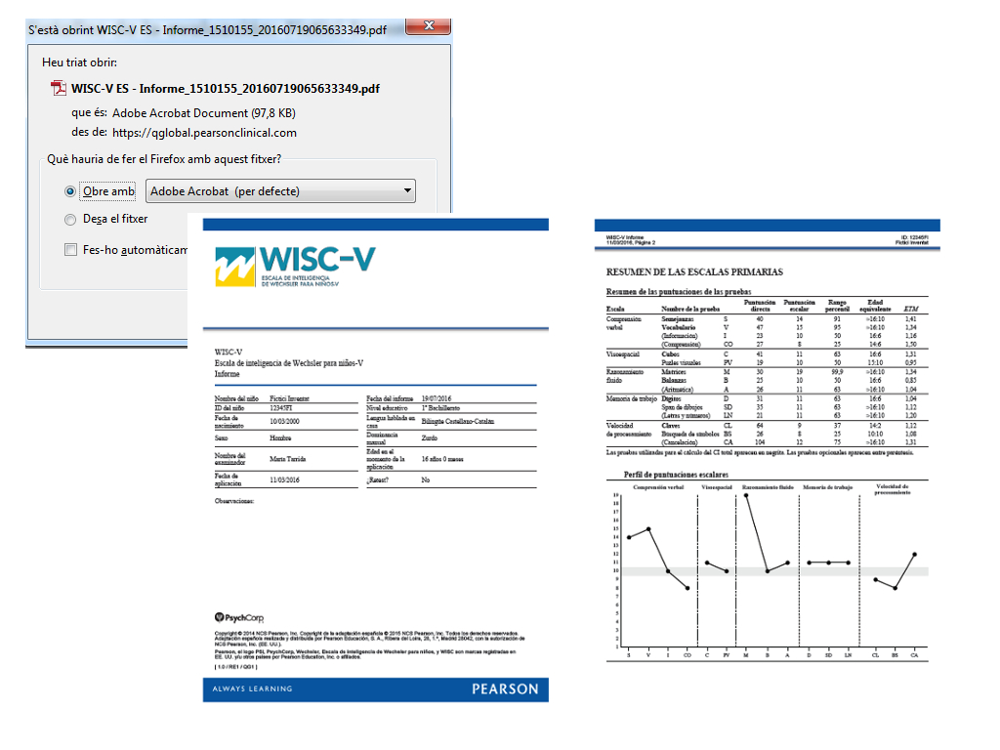 S'està obrint WISC-V ES - Informe_1510155_20160719065633349.pdf
Heu triat obrir:
WISC-V ES - Informe_1510155_20160719065633349.pdf
que és: Adobe Acrobat Document (97,8 KB)
des de: https://qglobal.pearsonclinical.com
Què hauria de fer el Firefox amb aquest fitxer?
Obre amb Adobe Acrobat (per defecte)
Desa el fitxer
Fes-ho automàticam
WISC-V
ESCALA DE INTELIGENCIA
DE WECHSLER PARA NIÑOS-V
WISC-V
Escala de inteligencia de Wechsler para niños-V
Informe
Nombre del niño Fictici Inventat Fecha del informe 19/07/2016
ID del niño 12345FI Nivel educativo 1º Bachillerato
Fecha de nacimiento 10/03/2000 Lengua hablada en casa Bilingüe Castellano-Catalán
Sexo Hombre Dominancia manual Zurdo
Nombre del examinador Marta Tarrida Edad en el momento de la aplicación 16 años 0 meses
Fecha de aplicación 11/03/2016 ¿Retest? No
Observaciones:
PsychCorp
Copyright © 2014 NCS Pearson, Inc. Copyright de la adaptación española © 2015 NCS Pearson, Inc. Todos los derechos reservados.
Adaptación española realizada y distribuida por Pearson Educación, S. A., Ribera del Loira, 28, 1.ª, Madrid 28042, con la autorización de
NCS Pearson, Inc. (EE. UU.).
Pearson, el logo PSI, PsychCorp, Wechsler, Escala de Inteligencia de Wechsler para niños, y WISC son marcas registradas en
EE. UU. y/u otros países por Pearson Education, Inc. o afiliados.
[ 1.0 / RE1 / QG1 ]
ALWAYS LEARNING PEARSON
WISC-V Informe ID: 12345FI
11/03/2016, Página 2 Fictici Inventat
RESUMEN DE LAS ESCALAS PRIMARIAS
Resumen de las puntuaciones de las pruebas
Escala Nombre de la prueba Puntuación directa Puntuación escalar Rango percentil Edad equivalente ETM
Comprensión Semejanzas S 40 14 91 >16:10 1,41
verbal Vocabulario V 47 15 95 >16:10 1,34
(Información) I 23 10 50 16:6 1,16
(Comprensión) CO 27 8 25 14:6 1,50
Visoespacial Cubos C 41 11 63 16:6 1,31
Puzles visuales PV 19 10 50 15:10 0,95
Razonamiento Matrices M 30 19 99,9 >16:10 1,34
fluido Balanzas B 25 10 50 16:6 0,85
(Aritmética) A 26 11 63 >16:10 1,04
Memoria de trabajo Dígitos D 31 11 63 16:6 1,04
Span de dibujos SD 35 11 63 >16:10 1,12
(Letras y números) LN 21 11 63 >16:10 1,20
Velocidad Claves CL 64 9 37 14:2 1,12
de procesamiento Búsqueda de símbolos BS 26 8 25 10:10 1,08
(Cancelación) CA 104 12 75 >16:10 1,31
Las pruebas utilizadas para el cálculo del CI total aparecen en negrita. Las pruebas opcionales aparecen entre paréntesis.
Perfil de puntuaciones escalares
Comprensión verbal Visoespacial Razonamiento fluido Memoria de trabajo Velocidad de procesamiento
19
18
17
16
15
14
13
12
11
10
9
8
7
6
5
4
3
2
1
S V I CO C PV M B A D SD LN CL BS CA